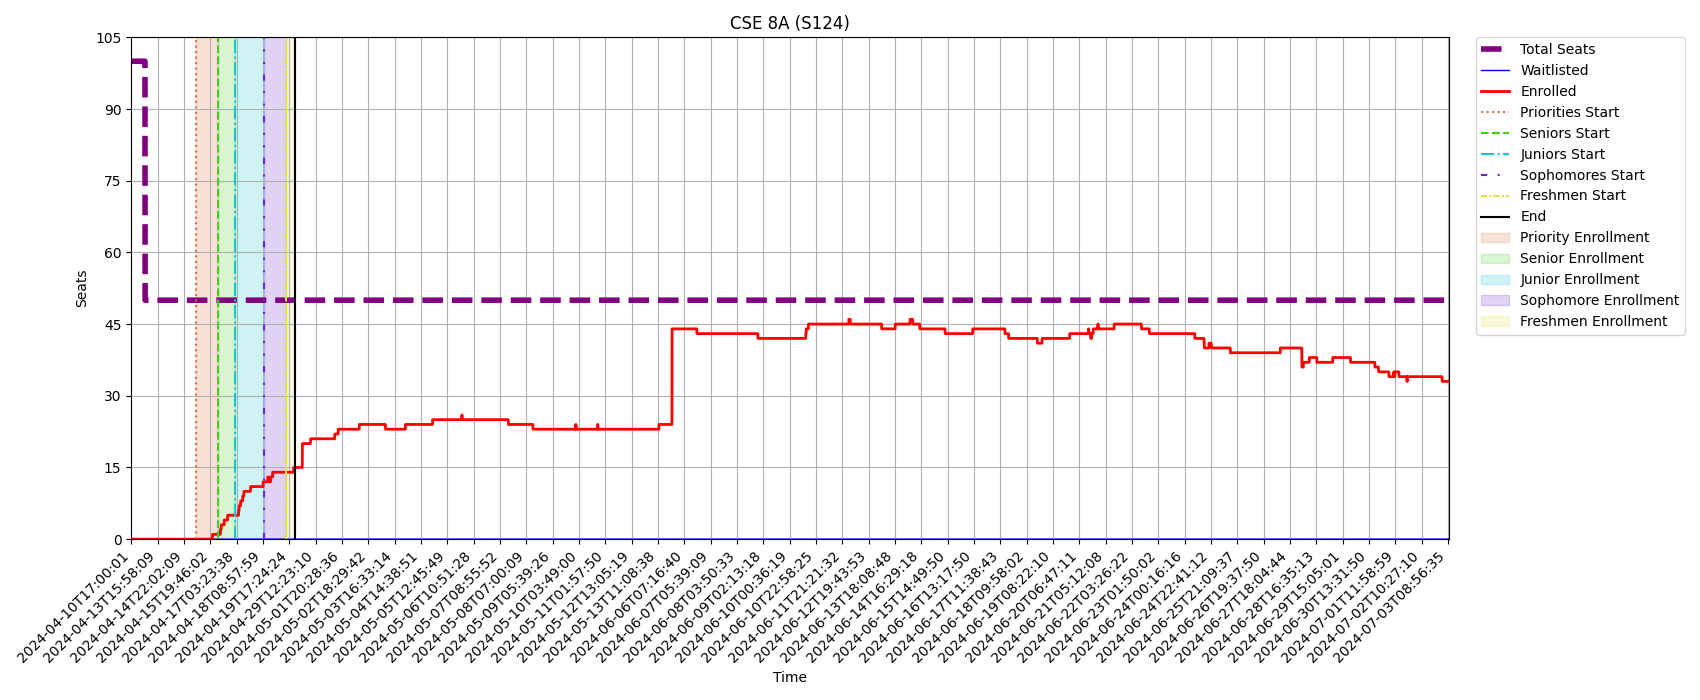 CSE 8A (S124)
105
90
75
60
45
30
15
0
Seats
2024-04-10T17:00:01
2024-04-13T15:58:09
2024-04-14T22:02:09
2024-04-15T19:46:02
2024-04-17T03:23:38
2024-04-18T08:57:59
2024-04-19T17:24:24
2024-04-29T12:23:10
2024-05-01T20:28:36
2024-05-02T18:29:42
2024-05-03T16:33:14
2024-05-04T14:38:51
2024-05-05T12:45:49
2024-05-06T10:51:28
2024-05-07T08:55:52
2024-05-08T07:00:09
2024-05-09T05:39:26
2024-05-10T03:49:00
2024-05-11T01:57:50
2024-05-12T13:05:19
2024-05-13T11:08:38
2024-06-06T07:16:40
2024-06-07T05:39:09
2024-06-08T03:50:33
2024-06-09T02:13:18
2024-06-10T00:36:19
2024-06-10T22:58:25
2024-06-11T21:21:32
2024-06-12T19:43:53
2024-06-13T18:08:48
2024-06-14T16:29:18
2024-06-15T14:49:50
2024-06-16T13:17:50
2024-06-17T11:38:43
2024-06-18T09:58:02
2024-06-19T08:22:10
2024-06-20T06:47:11
2024-06-21T05:12:08
2024-06-22T03:26:22
2024-06-23T01:50:02
2024-06-24T00:16:16
2024-06-24T22:41:12
2024-06-25T21:09:37
2024-06-26T19:37:50
2024-06-27T18:04:44
2024-06-28T16:35:13
2024-06-29T15:05:01
2024-06-30T13:31:50
2024-07-01T11:58:59
2024-07-02T10:27:10
2024-07-03T08:56:35
Time
Total Seats
Waitlisted
Enrolled
Priorities Start
Seniors Start
Juniors Start
Sophomores Start
Freshmen Start
End
Priority Enrollment
Senior Enrollment
Junior Enrollment
Sophomore Enrollment
Freshmen Enrollment